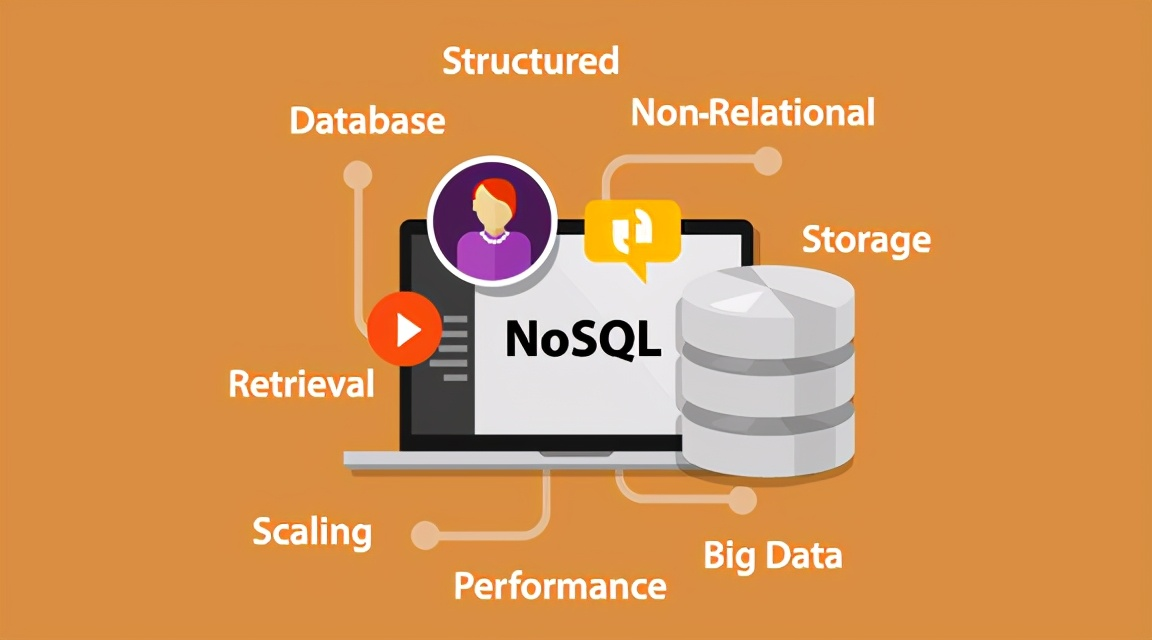 Structured
Database
Non-Relational
Storage
NoSQL
Retrieval
Scaling
Big Data
Performance